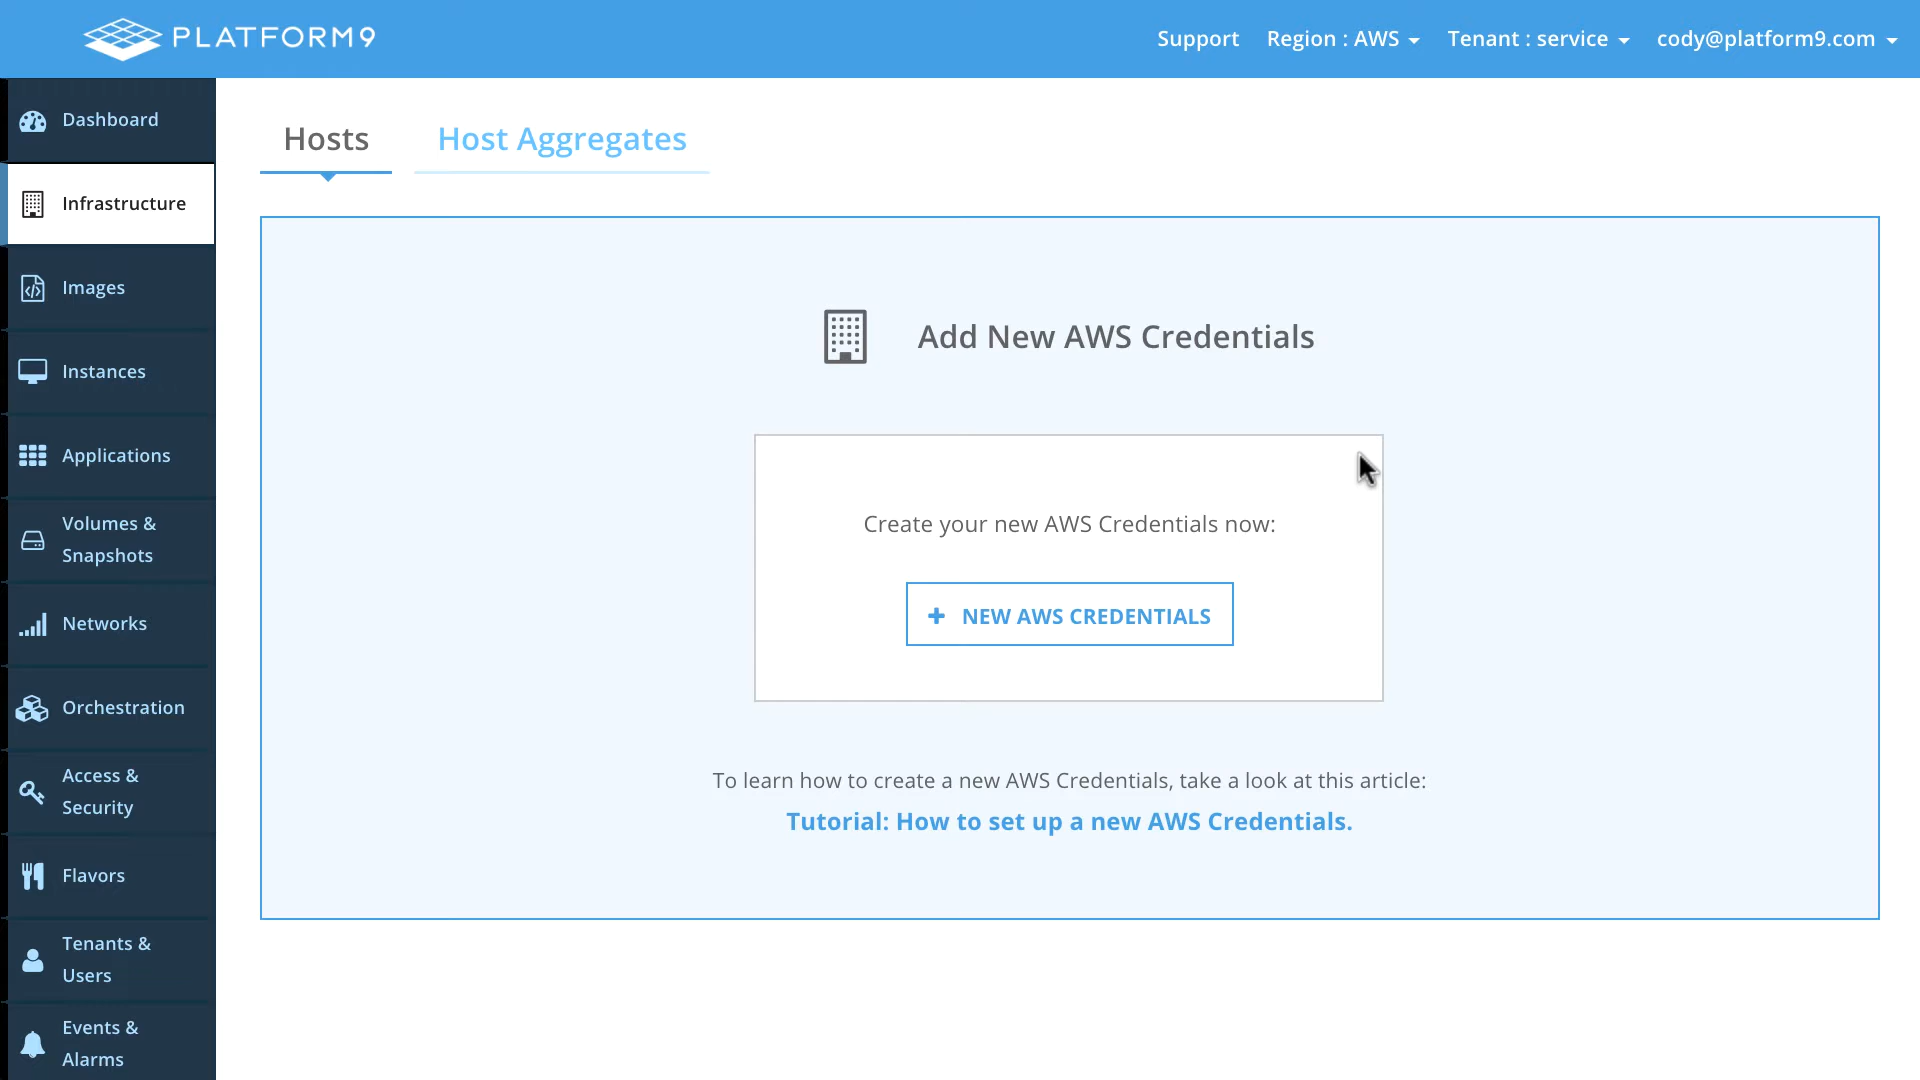 PLATFORM9
Support
Region : AWS
Tenant : service
cody@platform9.com
Dashboard
Infrastructure
Images
Instances
Applications
Volumes &
Snapshots
Networks
Orchestration
Access &
Security
Flavors
Tenants &
Users
Events &
Alarms
Hosts
Host Aggregates
Add New AWS Credentials
Create your new AWS Credentials now:
+ NEW AWS CREDENTIALS
To learn how to create a new AWS Credentials, take a look at this article:
Tutorial: How to set up a new AWS Credentials.